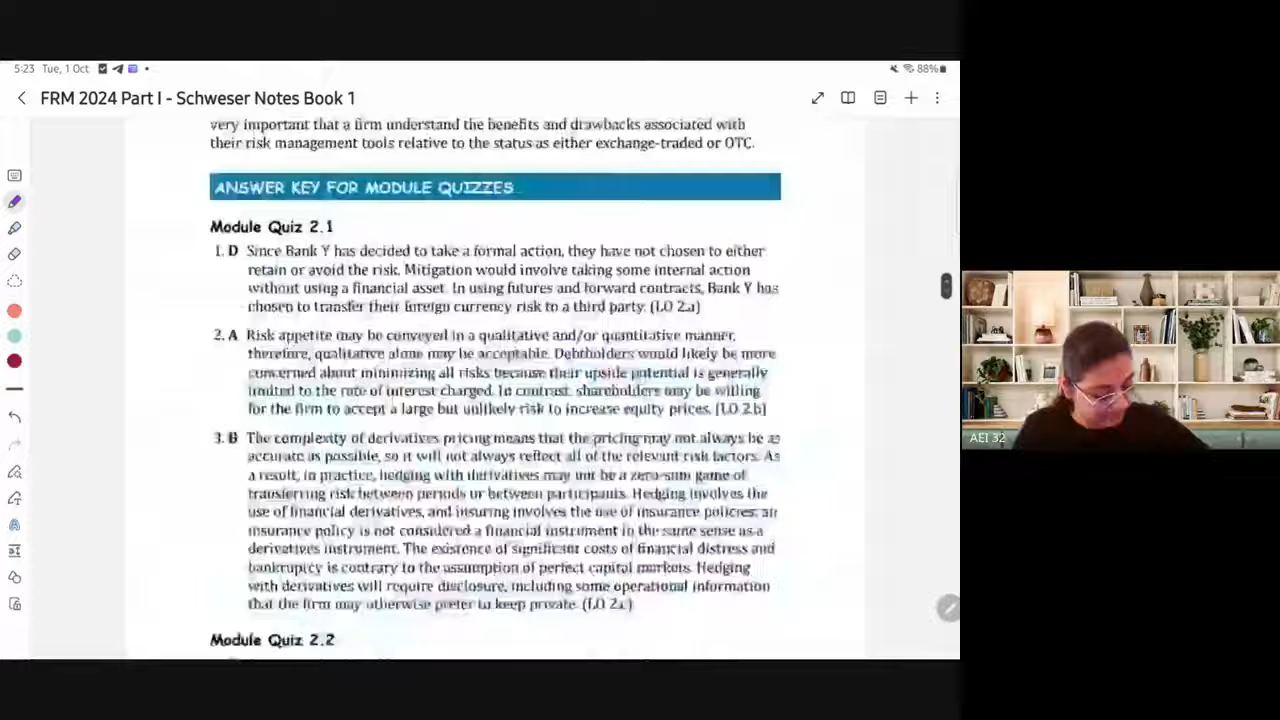 5:23 Tue, 1 Oct
88%
FRM 2024 Part I - Schweser Notes Book 1
very important that a firm understand the benefits and drawbacks associated with
their risk management tools relative to the status as either exchange-traded or OTC.
ANSWER KEY FOR MODULE QUIZZES
Module Quiz 2.1
1. D Since Bank Y has decided to take a formal action, they have not chosen to either
retain or avoid the risk. Mitigation would involve taking some internal action
without using a financial asset. In using futures and forward contracts, Bank Y has
chosen to transfer their foreign currency risk to a third party. (LO 2.a)
2. A Risk appetite may be conveyed in a qualitative and/or quantitative manner,
therefore, qualitative alone may be acceptable. Debtholders would likely be more
concerned about minimizing all risks because their upside potential is generally
limited to the rate of interest charged. In contrast, shareholders may be willing
for the firm to accept a large but unlikely risk to increase equity prices. (LO 2.b)
3. B The complexity of derivatives pricing means that the pricing may not always be as
accurate as possible, so it will not always reflect all of the relevant risk factors. As
a result, in practice, hedging with derivatives may not be a zero-sum game of
transferring risk between periods or between participants. Hedging involves the
use of financial derivatives, and insuring involves the use of insurance policies; an
insurance policy is not considered a financial instrument in the same sense as a
derivatives instrument. The existence of significant costs of financial distress and
bankruptcy is contrary to the assumption of perfect capital markets. Hedging
with derivatives will require disclosure, including some operational information
that the firm may otherwise prefer to keep private. (LO 2.c)
Module Quiz 2.2
AEI 32